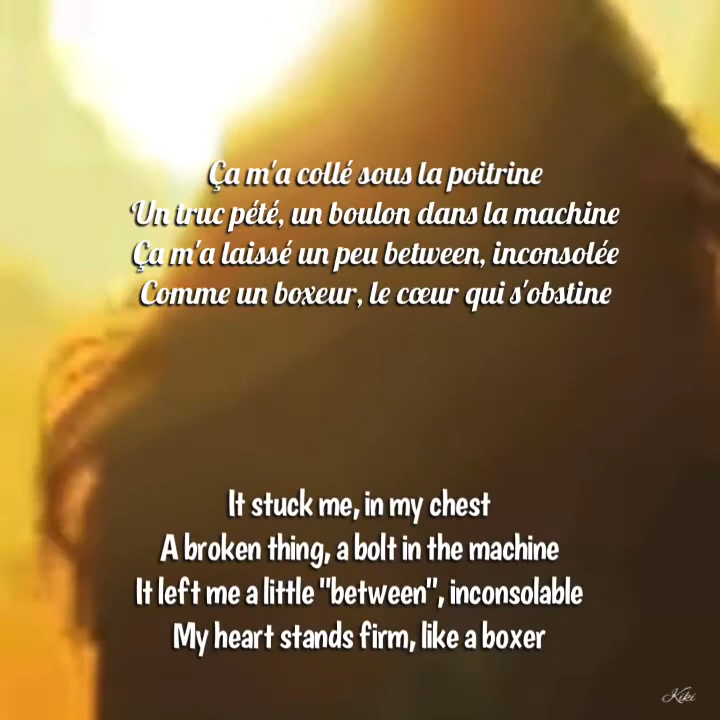 Ça m'a collé sous la poitrine
Un truc pété, un boulon dans la machine
Ça m'a laissé un peu between, inconsolée
Comme un boxeur, le cœur qui s'obstine
It stuck me, in my chest
A broken thing, a bolt in the machine
It left me a little "between", inconsolable
My heart stands firm, like a boxer
Kiki